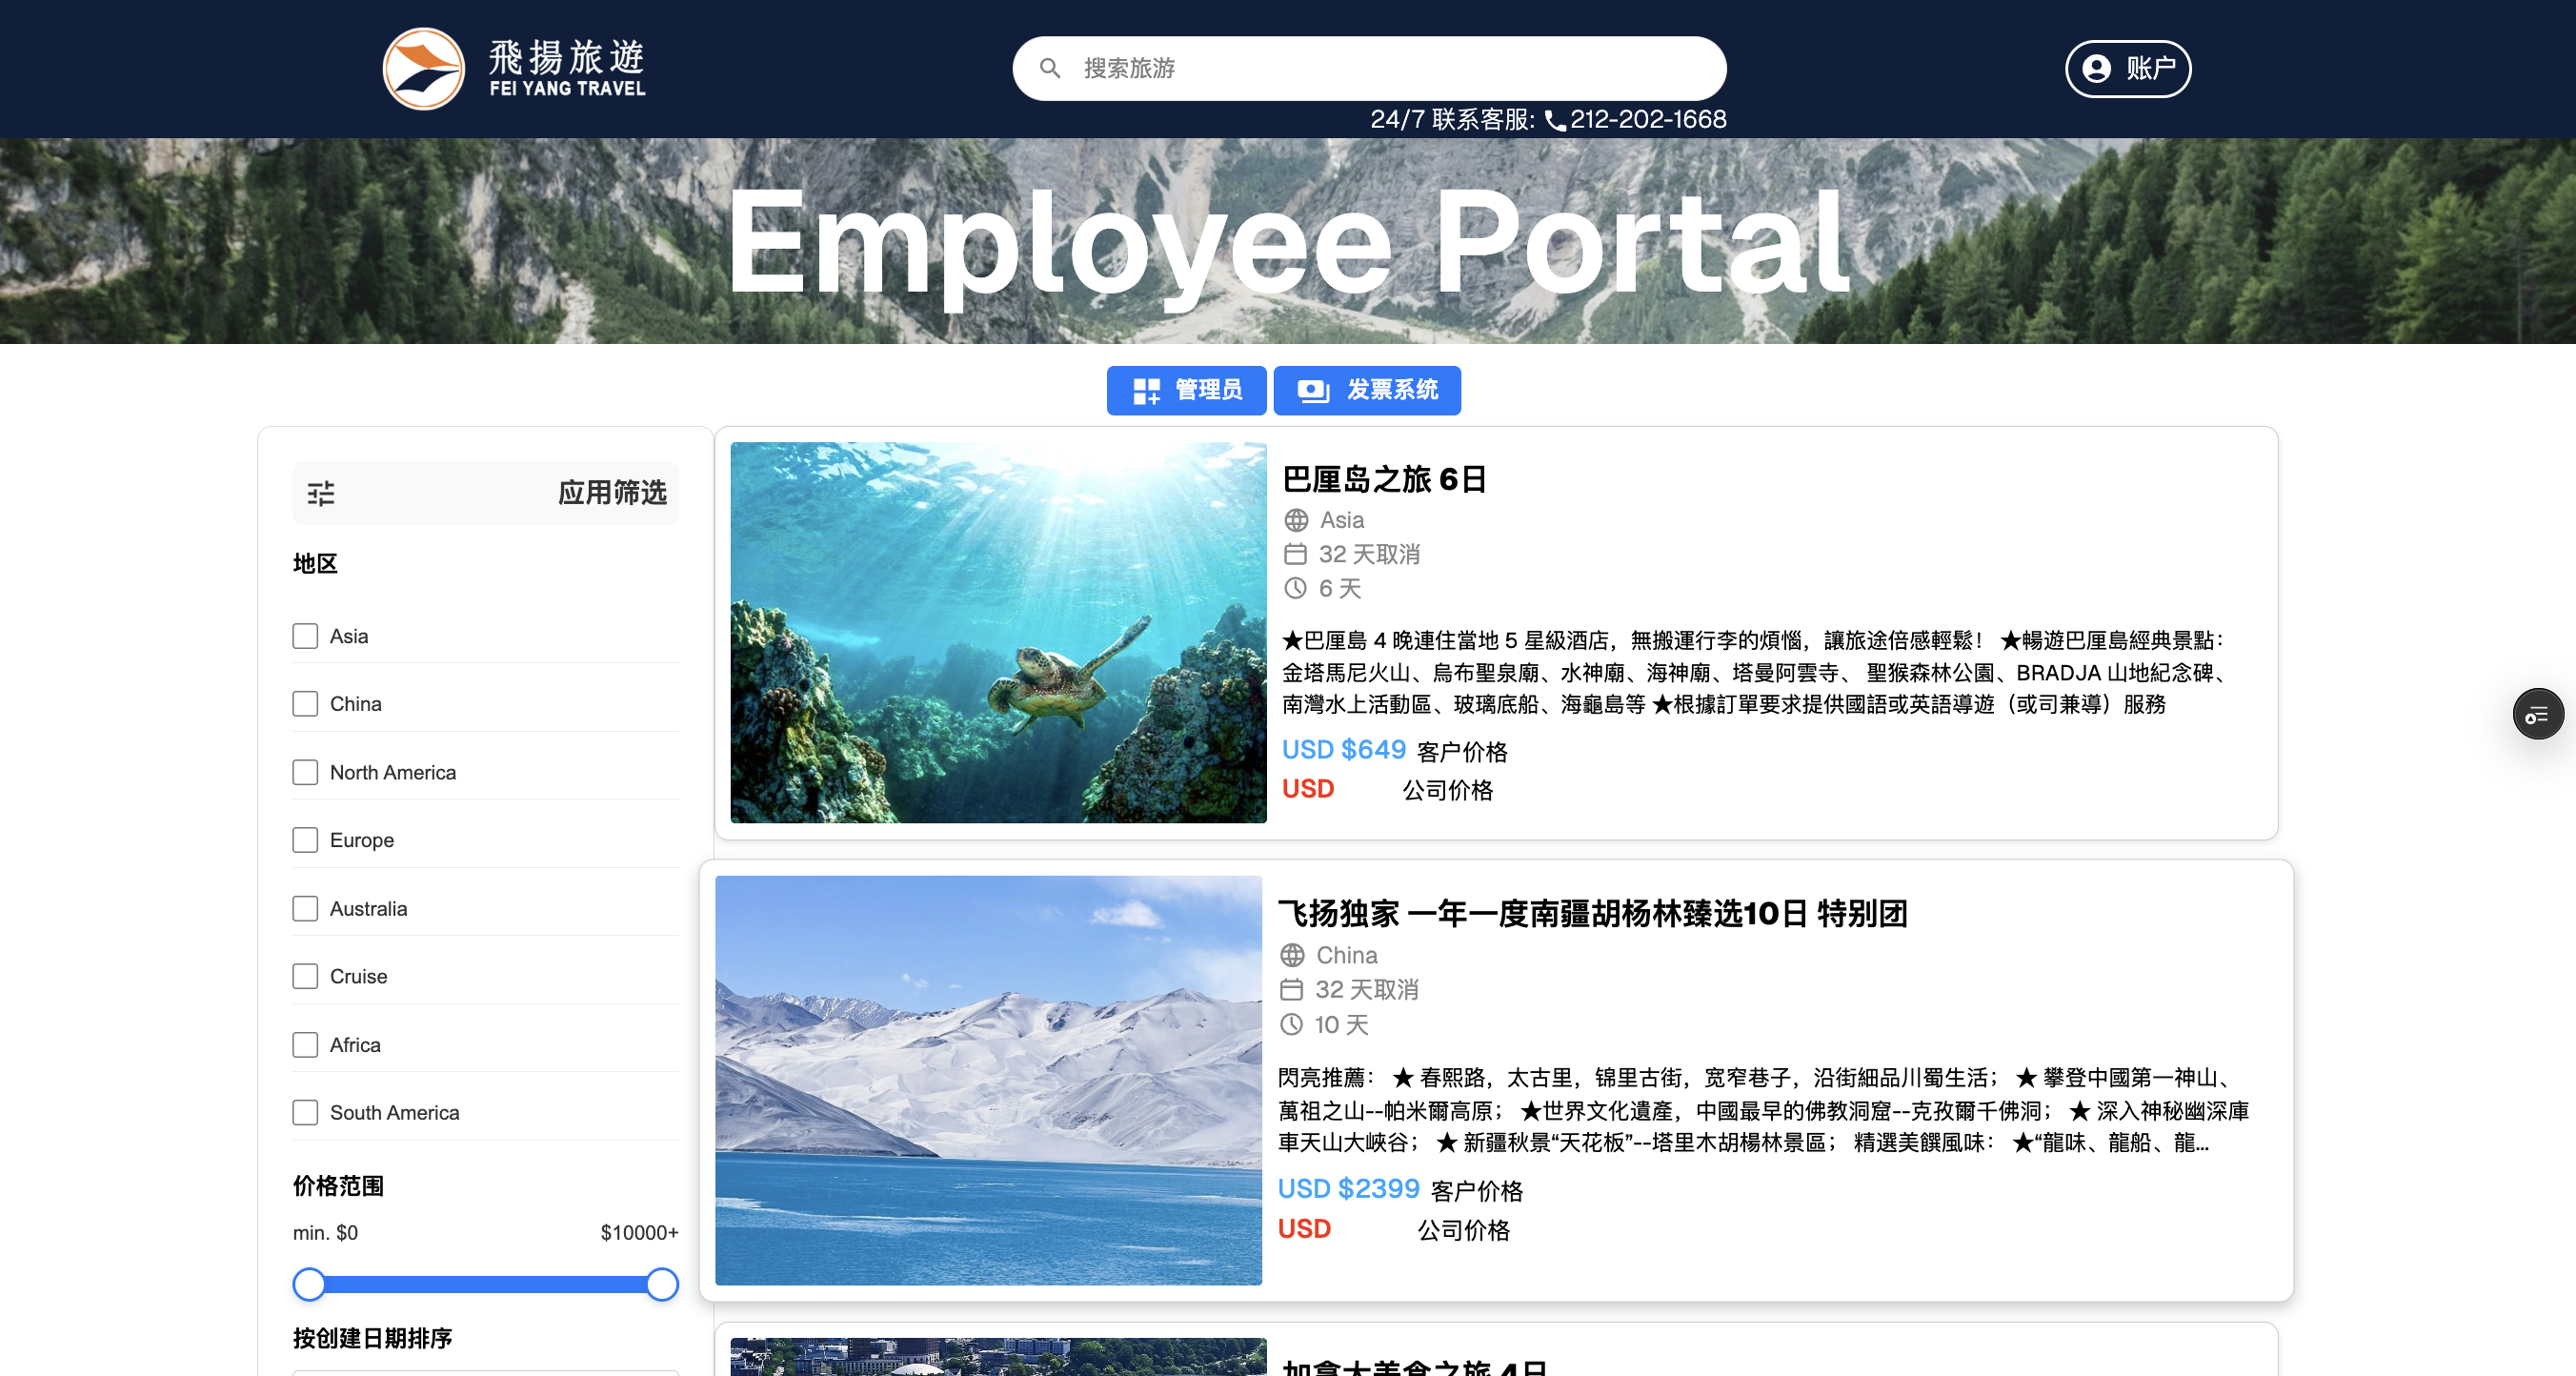 飛揚旅遊
FEI YANG TRAVEL
搜索旅游
账户
24/7 联系客服: 212-202-1668
Employee Portal
管理员
发票系统
应用筛选
地区
Asia
China
North America
Europe
Australia
Cruise
Africa
South America
价格范围
min. $0
$10000+
按创建日期排序
巴厘岛之旅 6日
Asia
32 天取消
6 天
★巴厘島 4 晚連住當地 5 星級酒店，無搬運行李的煩惱，讓旅途倍感輕鬆！ ★暢遊巴厘島經典景點：
金塔馬尼火山、烏布聖泉廟、水神廟、海神廟、塔曼阿雲寺、 聖猴森林公園、BRADJA 山地紀念碑、
南灣水上活動區、玻璃底船、海龜島等 ★根據訂單要求提供國語或英語導遊（或司兼導）服務
USD $649 客户价格
USD 公司价格
飞扬独家 一年一度南疆胡杨林臻选10日 特别团
China
32 天取消
10 天
閃亮推薦： ★ 春熙路，太古里，锦里古街，宽窄巷子，沿街細品川蜀生活； ★ 攀登中國第一神山、
萬祖之山--帕米爾高原； ★世界文化遺產，中國最早的佛教洞窟--克孜爾千佛洞； ★ 深入神秘幽深庫
車天山大峽谷； ★ 新疆秋景“天花板”--塔里木胡楊林景區； 精選美饌風味： ★“龍味、龍船、龍...
USD $2399 客户价格
USD 公司价格
加拿大美食之旅 4日